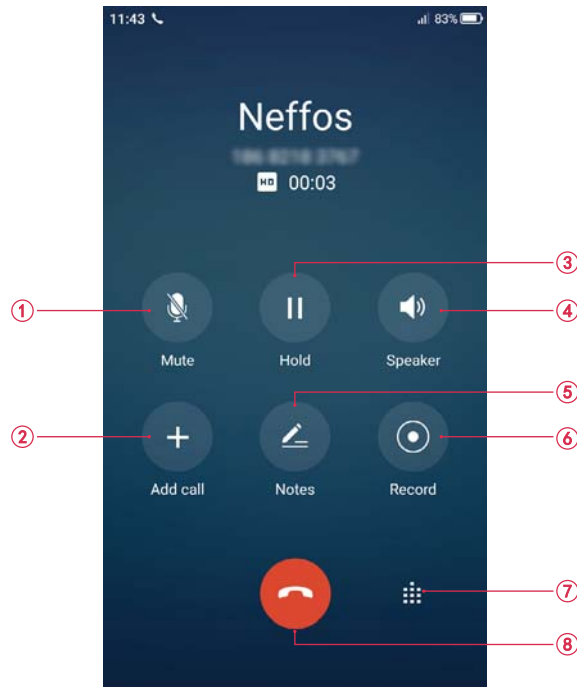 11:43 83%
Neffos
HD 00:03
③
① ④
Mute Hold Speaker
⑤
② ⑥
Add call Notes Record
⑦
⑧